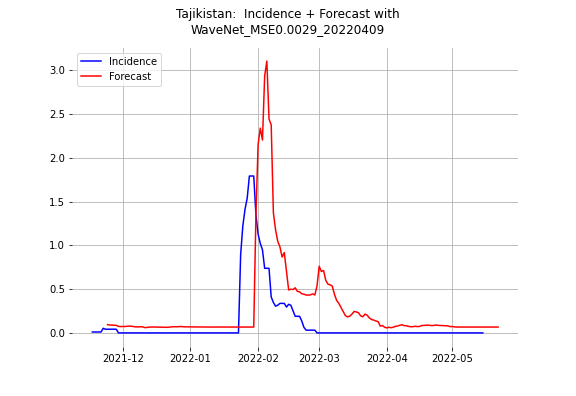 Tajikistan:  Incidence + Forecast with
WaveNet_MSE0.0029_20220409
Incidence
Forecast
3.0
2.5
2.0
1.5
1.0
0.5
0.0
2021-12 2022-01 2022-02 2022-03 2022-04 2022-05